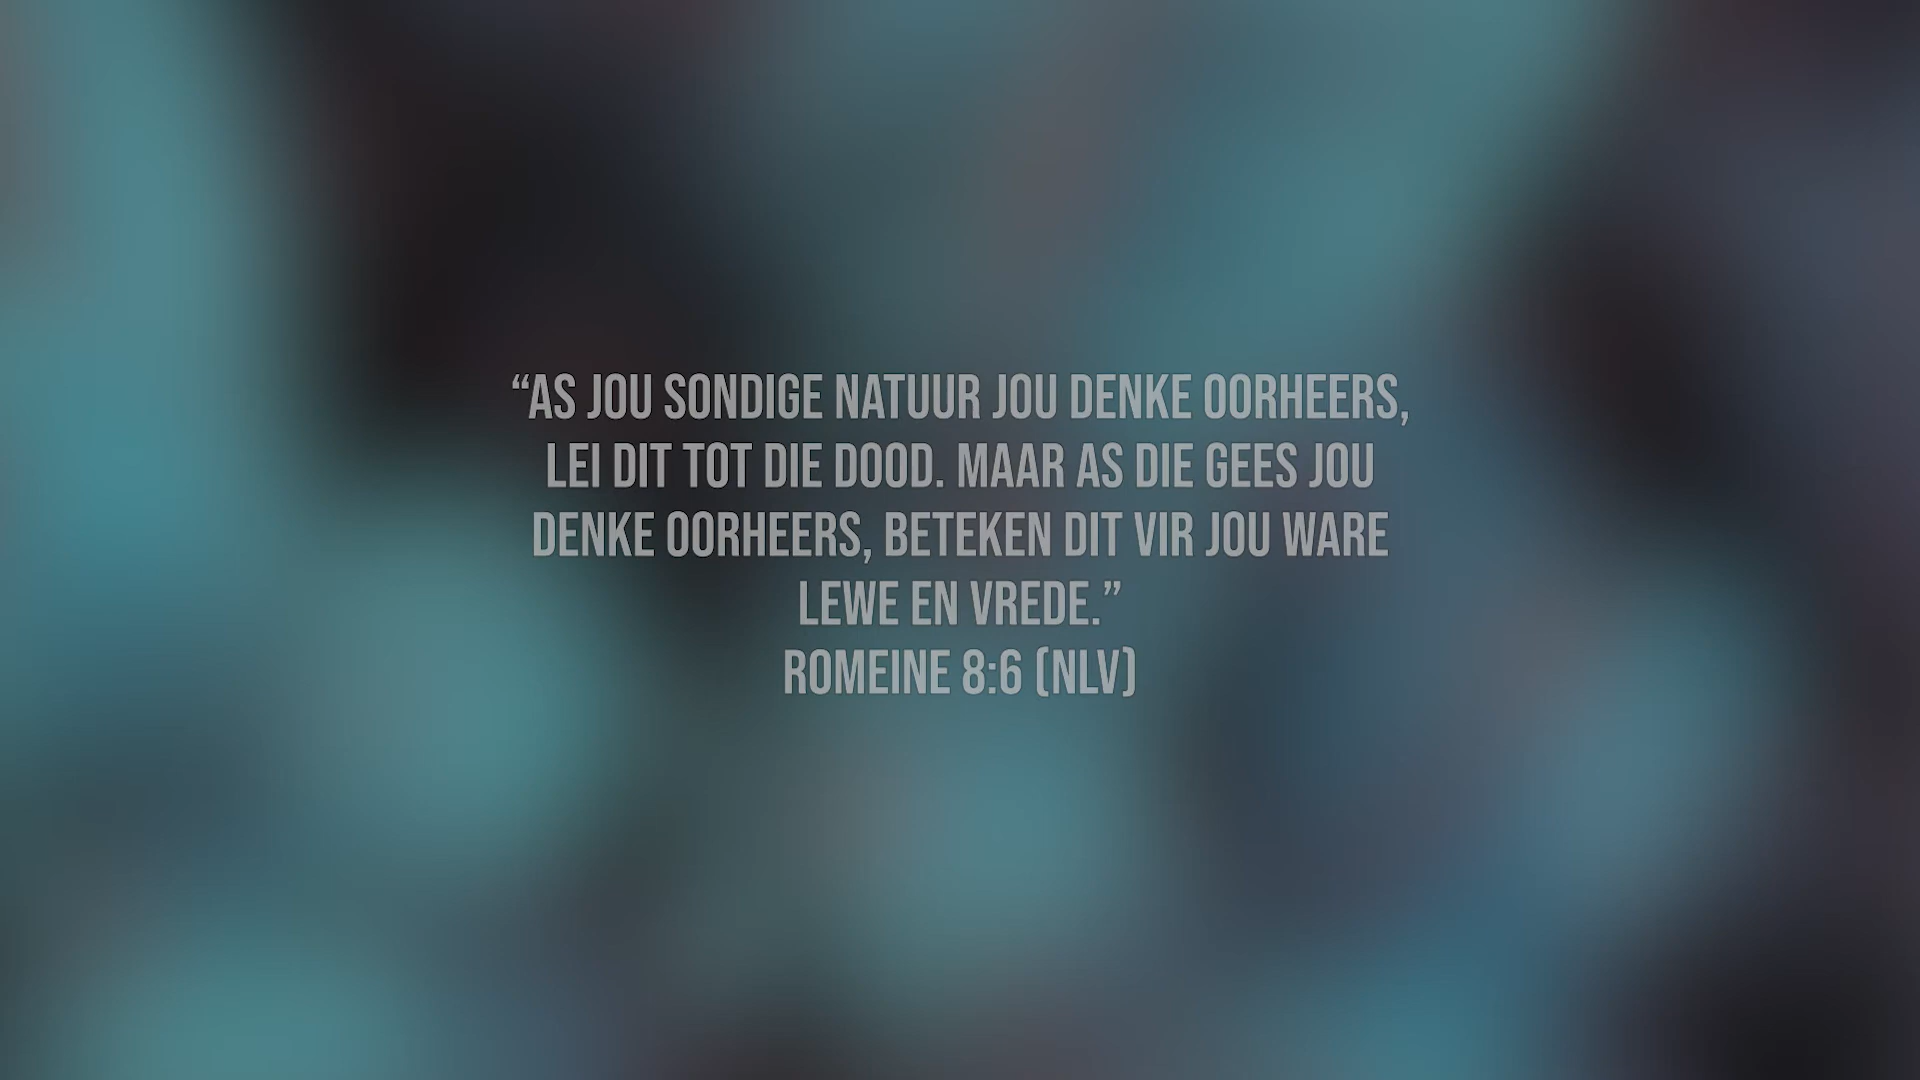 “AS JOU SONDIGE NATUUR JOU DENKE OORHEERS,
LEI DIT TOT DIE DOOD. MAAR AS DIE GEES JOU
DENKE OORHEERS, BETEKEN DIT VIR JOU WARE
LEWE EN VREDE.”
ROMEINE 8:6 (NLV)